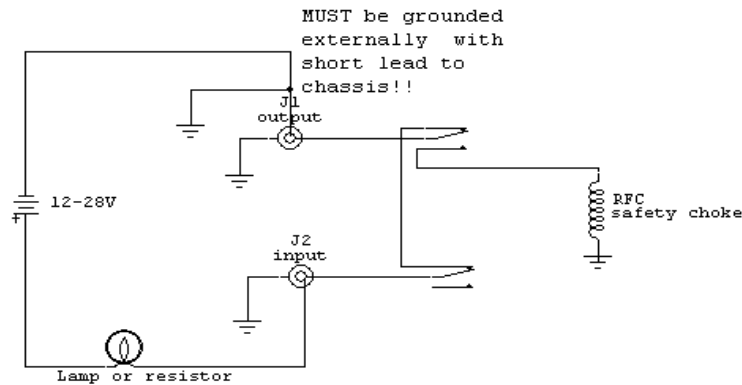 MUST be grounded
externally with
short lead to
chassis!!
J1
output
12-28V
+
RFC
safety choke
J2
input
Lamp or resistor